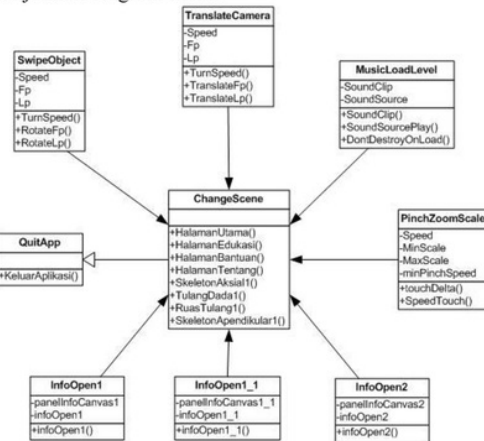 TranslateCamera
-Speed
-Fp
-Lp
+TurnSpeed()
+TranslateFp()
+TranslateLp()
SwipeObject
-Speed
-Fp
-Lp
+TurnSpeed()
+RotateFp()
+RotateLp()
MusicLoadLevel
-SoundClip
-SoundSource
+SoundClip()
+SoundSourcePlay()
+DontDestroyOnLoad()
ChangeScene
+HalamanUtama()
+HalamanEdukasi()
+HalamanBantuan()
+HalamanTentang()
+SkeletonAksial1()
+TulangDada1()
+RuasTulang1()
+SkeletonApendikular1()
QuitApp
+KeluarAplikasi()
PinchZoomScale
-Speed
-MinScale
-MaxScale
-minPinchSpeed
+touchDelta()
+SpeedTouch()
InfoOpen1
-panelInfoCanvas1
-infoOpen1
+infoOpen1()
InfoOpen1_1
-panelInfoCanvas1_1
-infoOpen1_1
+infoOpen1_1()
InfoOpen2
-panelInfoCanvas2
-infoOpen2
+infoOpen2()